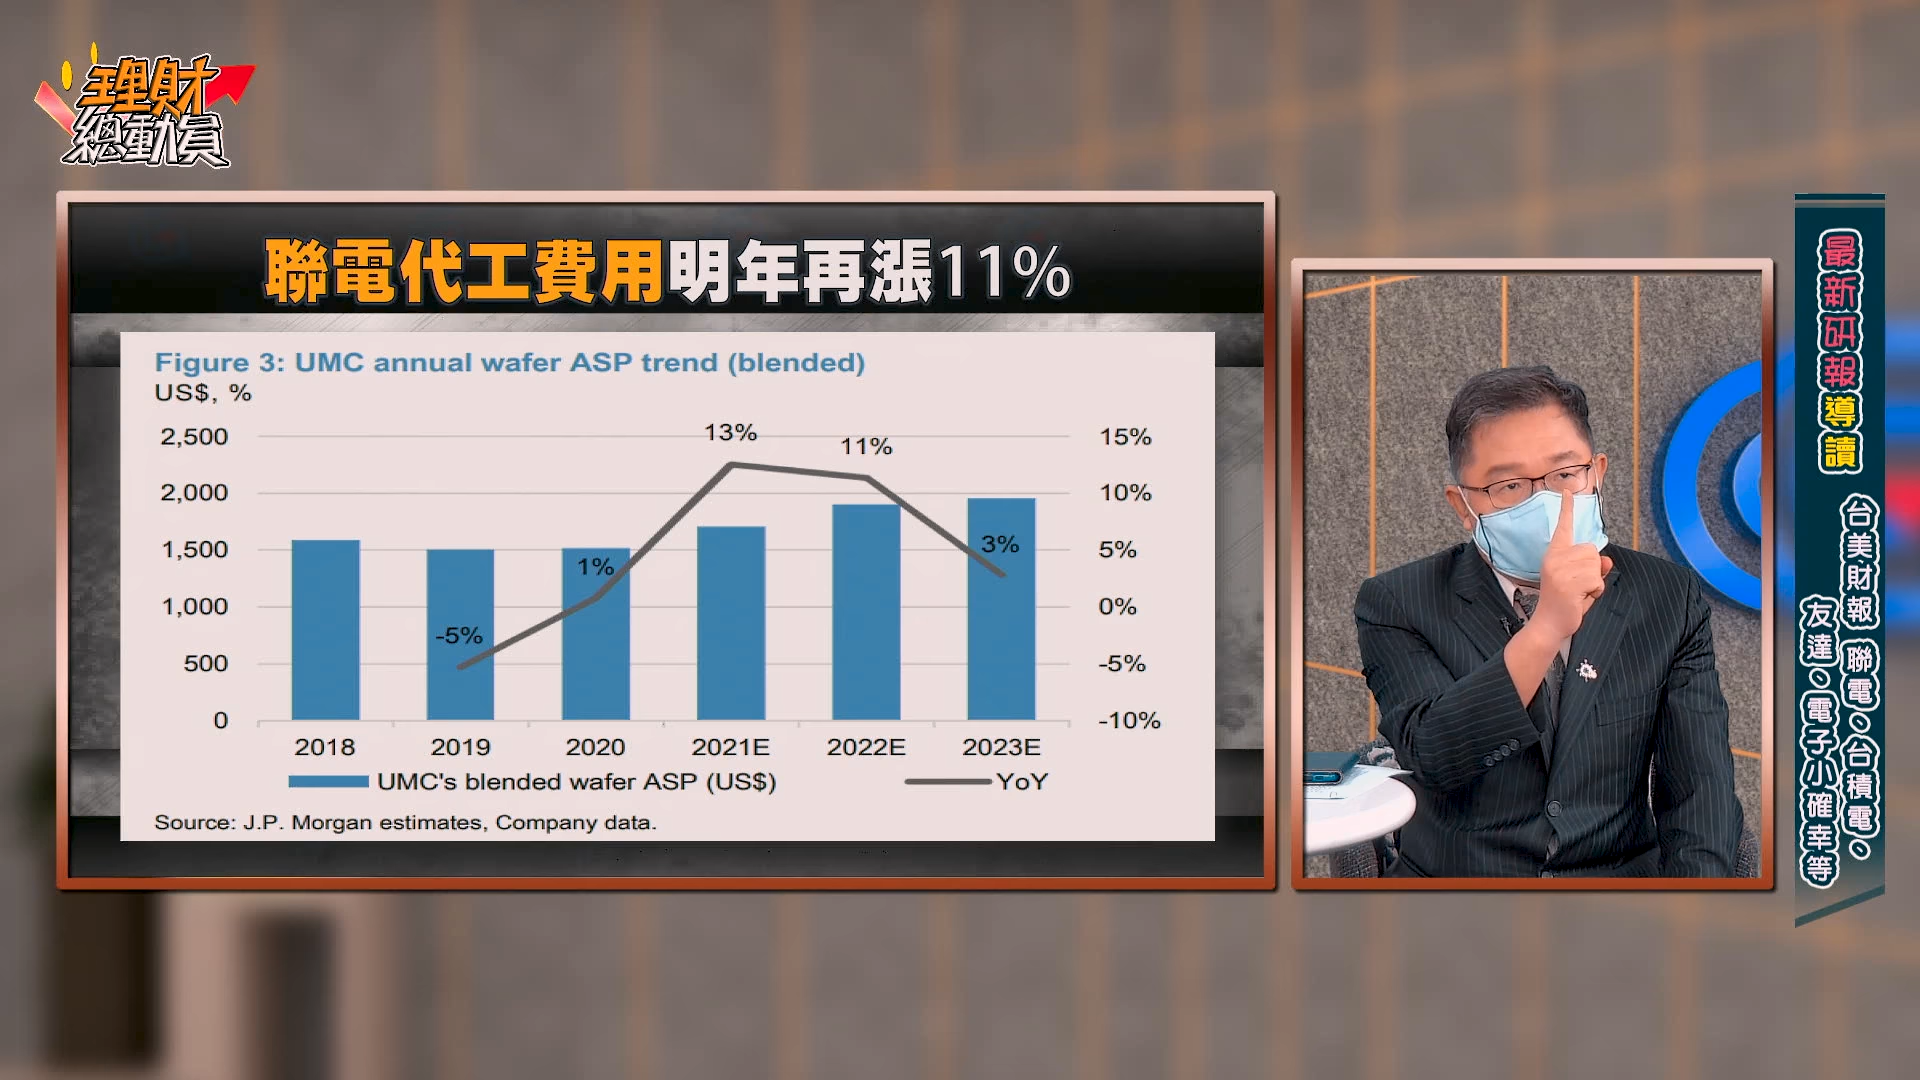 理財
總動員
聯電代工費用明年再漲11%
Figure 3: UMC annual wafer ASP trend (blended)
US$, %
2,500
2,000
1,500
1,000
500
0
15%
10%
5%
0%
-5%
-10%
-5%
1%
13%
11%
3%
2018 2019 2020 2021E 2022E 2023E
UMC's blended wafer ASP (US$) YoY
Source: J.P. Morgan estimates, Company data.
最新研報導讀
台美財報 聯電。台積電。
友達。電子小確幸等